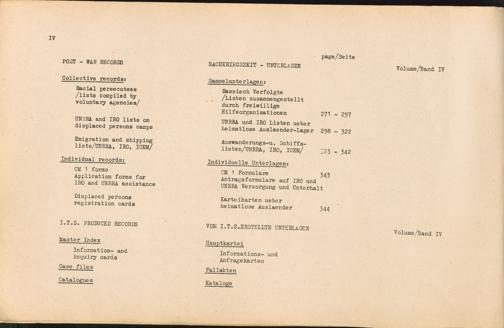 IV
page/Seite
POST - WAR RECORDS
NACHKRIEGSZEIT - UNTERLAGEN
Volume/Band IV
Collective records:
Racial persecutees
/lists compiled by
voluntary agencies/
UNRRA and IRO lists on
displaced persons camps
Emigration and shipping
lists/UNRRA, IRO, ICEM/
Individual records:
CM 1 forms
Application forms for
IRO and UNRRA assistance
Displaced persons
registration cards
I.T.S. PRODUCED RECORDS
Master Index
Information- and
inquiry cards
Case files
Catalogues
Sammelunterlagen:
Rassisch Verfolgte
/Listen zusammengestellt
durch freiwillige
Hilfsorganisationen 271 - 297
UNRRA und IRO Listen ueber
heimatlose Auslaender-Lager 298 - 322
Auswanderungs-u. Schiffs-
listen/UNRRA, IRO, ICEM/ 323 - 342
Individuelle Unterlagen:
CM 1 Formulare 343
Antrageformulare auf IRO und
UNRRA Versorgung und Unterhalt
Karteikarten ueber
heimatlose Auslaender 344
VON I.T.S.ERSTELLTE UNTERLAGEN
Volume/Band IV
Hauptkartei
Informations- und
Anfragekarten
Fallakten
Kataloge